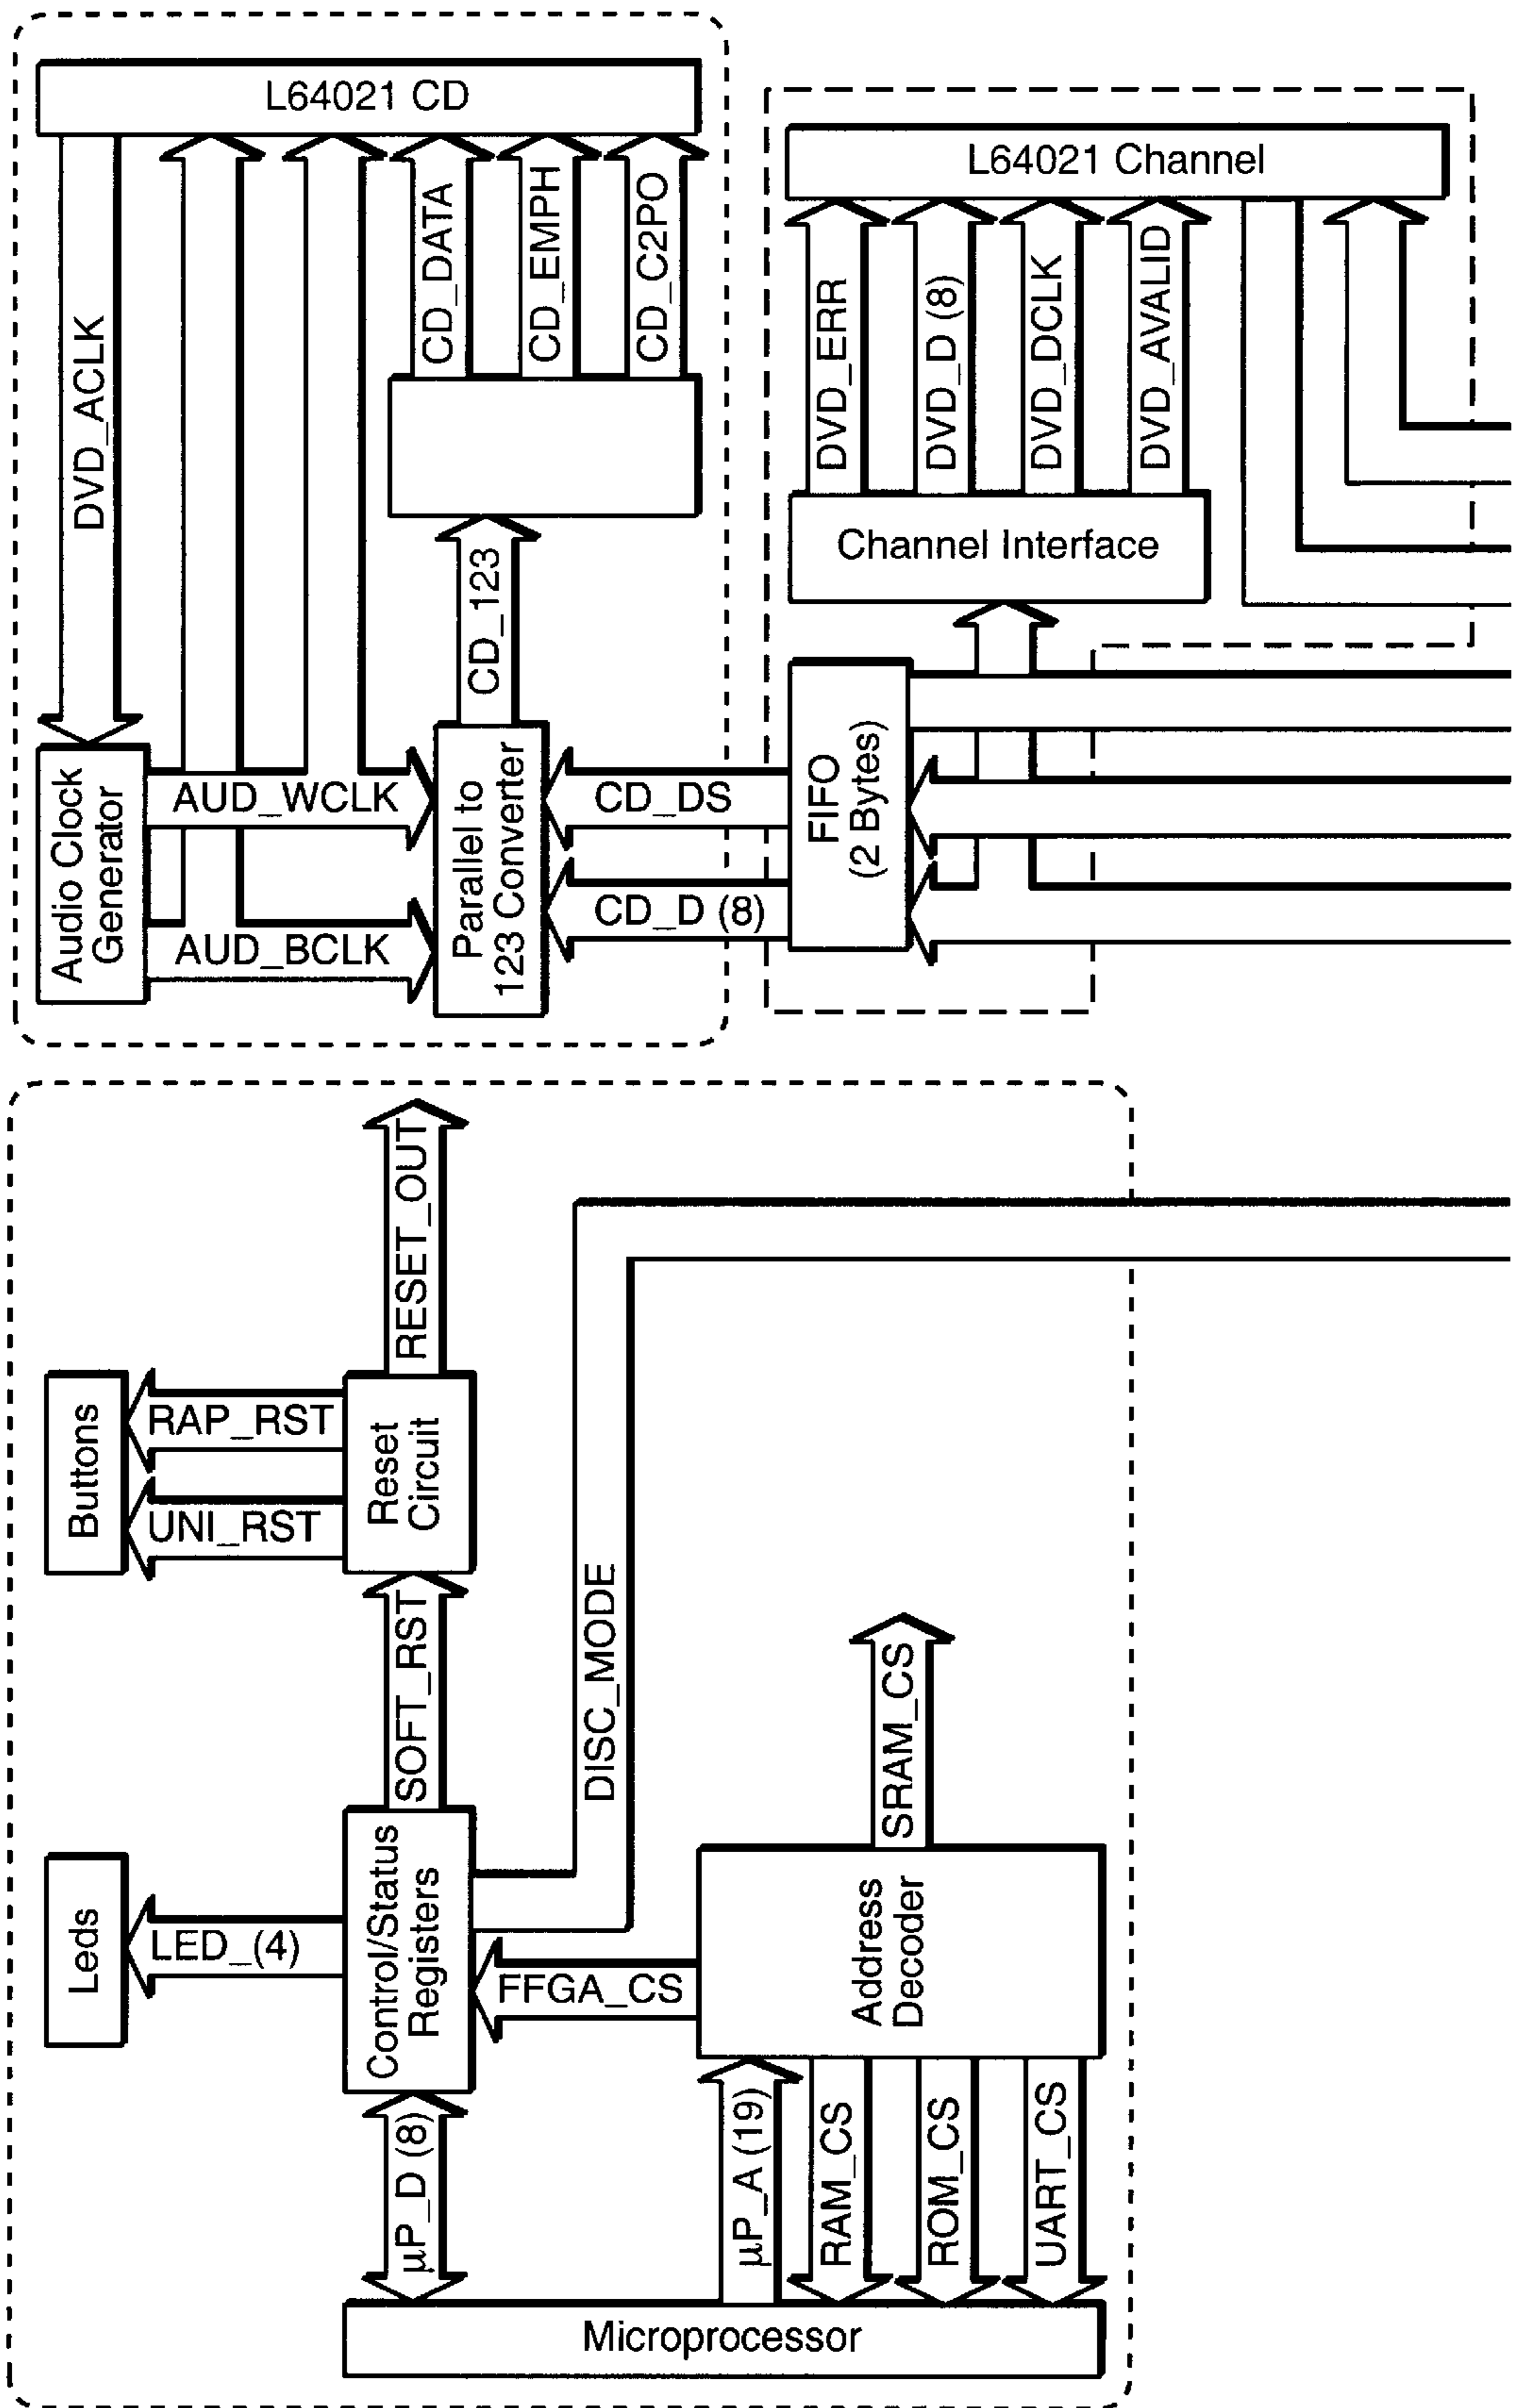 L64021 CD
L64021 Channel
DVD_ACLK
CD_DATA
CD_EMPH
CD_C2PO
DVD_ERR
DVD_D (8)
DVD_DCLK
DVD_AVALID
Channel Interface
CD_123
Audio Clock
Generator
AUD_WCLK
AUD_BCLK
Parallel to
123 Converter
CD_DS
CD_D (8)
FIFO
(2 Bytes)
RESET_OUT
Buttons
RAP_RST
UNI_RST
Reset
Circuit
SOFT_RST
DISC_MODE
SRAM_CS
Leds
LED_(4)
Control/Status
Registers
FFGA_CS
Address
Decoder
µP_D (8)
µP_A (19)
RAM_CS
ROM_CS
UART_CS
Microprocessor